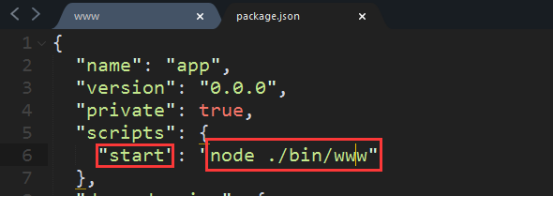 www × package.json ×
1 {
2 "name": "app",
3 "version": "0.0.0",
4 "private": true,
5 "scripts": {
6 "start": "node ./bin/www"
7 },